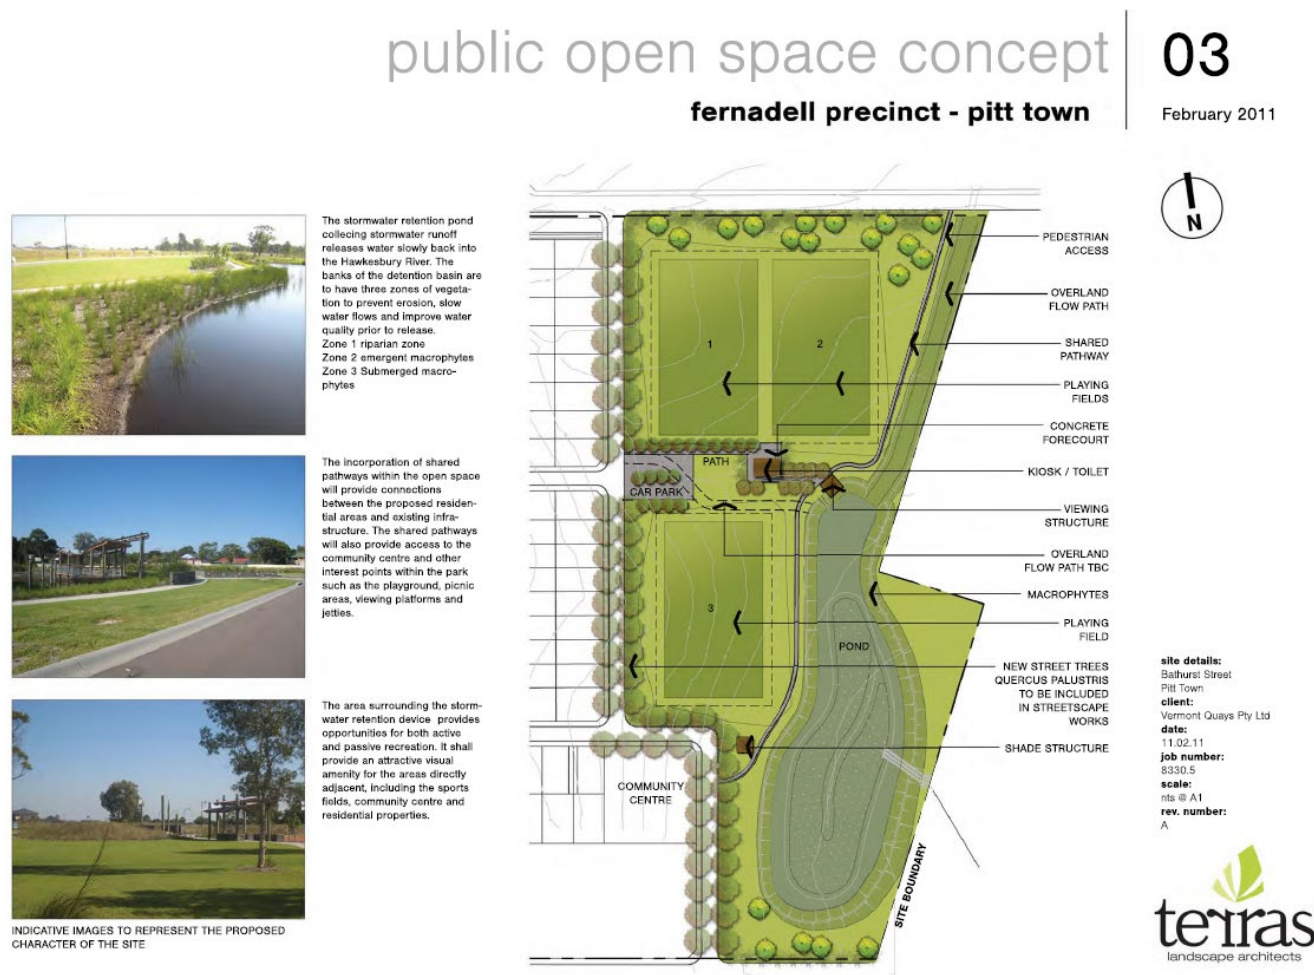 public open space concept
03
fernadell precinct - pitt town
February 2011
N
The stormwater retention pond
collecing stormwater runoff
releases water slowly back into
the Hawkesbury River. The
banks of the detention basin are
to have three zones of vegeta-
tion to prevent erosion, slow
water flows and improve water
quality prior to release.
Zone 1 riparian zone
Zone 2 emergent macrophytes
Zone 3 Submerged macro-
phytes
The incorporation of shared
pathways within the open space
will provide connections
between the proposed residen-
tial areas and existing infra-
structure. The shared pathways
will also provide access to the
community centre and other
interest points within the park
such as the playground, picnic
areas, viewing platforms and
jetties.
The area surrounding the storm-
water retention device provides
opportunities for both active
and passive recreation. It shall
provide an attractive visual
amenity for the areas directly
adjacent, including the sports
fields, community centre and
residential properties.
INDICATIVE IMAGES TO REPRESENT THE PROPOSED
CHARACTER OF THE SITE
1
2
PATH
CAR PARK
3
POND
COMMUNITY
CENTRE
SITE BOUNDARY
PEDESTRIAN
ACCESS
OVERLAND
FLOW PATH
SHARED
PATHWAY
PLAYING
FIELDS
CONCRETE
FORECOURT
KIOSK / TOILET
VIEWING
STRUCTURE
OVERLAND
FLOW PATH TBC
MACROPHYTES
PLAYING
FIELD
NEW STREET TREES
QUERCUS PALUSTRIS
TO BE INCLUDED
IN STREETSCAPE
WORKS
SHADE STRUCTURE
site details:
Bathurst Street
Pitt Town
client:
Vermont Quays Pty Ltd
date:
11.02.11
job number:
8330.5
scale:
nts @ A1
rev. number:
A
terras
landscape architects